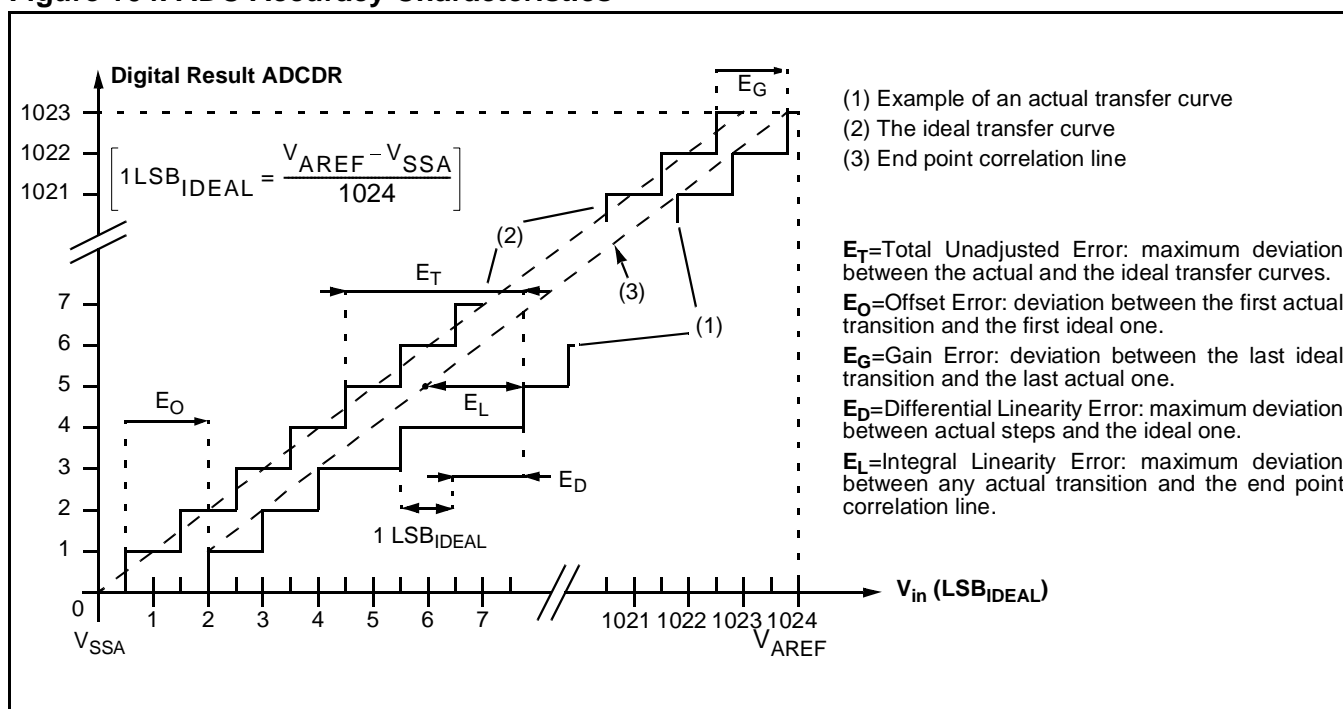 Digital Result ADCDR
E_G
1023
1022
1021
1LSB_IDEAL = (V_AREF – V_SSA) / 1024
(1) Example of an actual transfer curve
(2) The ideal transfer curve
(3) End point correlation line
(2)
E_T
(3)
(1)
7
6
5
4
3
2
1
0
E_O
E_L
E_D
1 LSB_IDEAL
E_T=Total Unadjusted Error: maximum deviation
between the actual and the ideal transfer curves.
E_O=Offset Error: deviation between the first actual
transition and the first ideal one.
E_G=Gain Error: deviation between the last ideal
transition and the last actual one.
E_D=Differential Linearity Error: maximum deviation
between actual steps and the ideal one.
E_L=Integral Linearity Error: maximum deviation
between any actual transition and the end point
correlation line.
V_in (LSB_IDEAL)
1 2 3 4 5 6 7 1021 1022 1023 1024
V_SSA
V_AREF